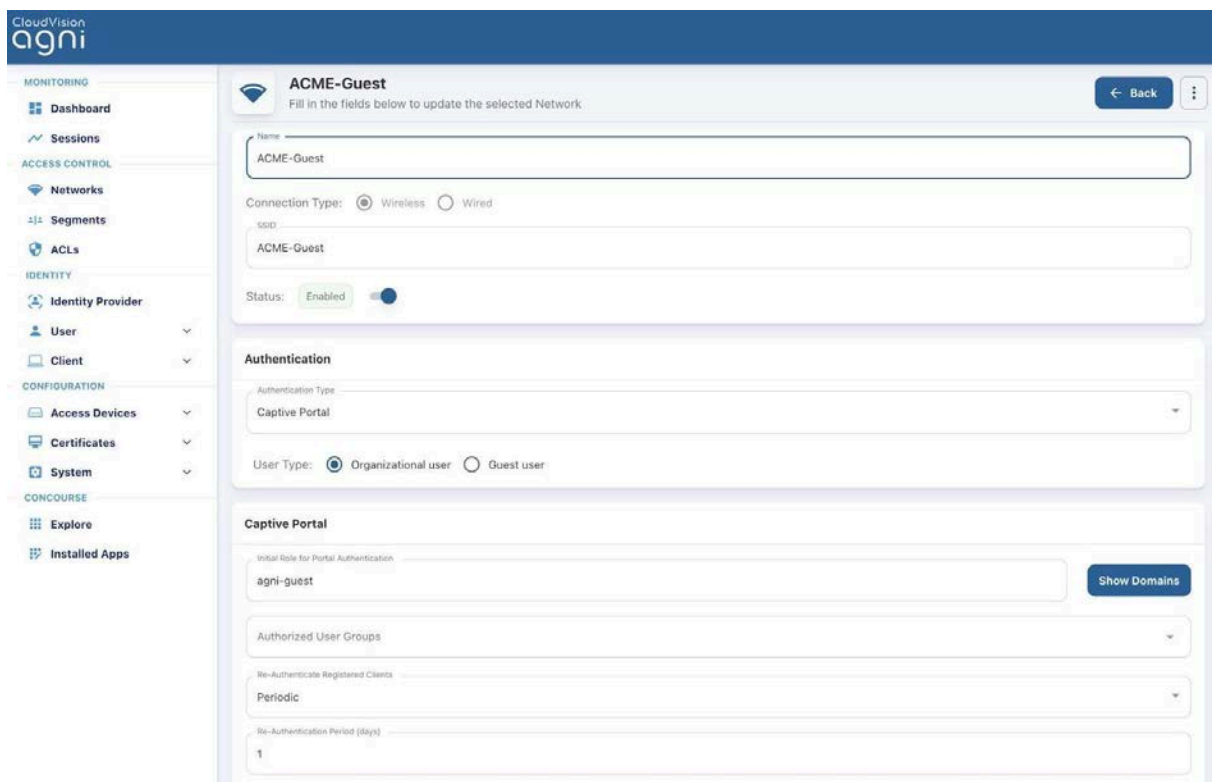 CloudVision
agni
MONITORING
Dashboard
Sessions
ACCESS CONTROL
Networks
Segments
ACLs
IDENTITY
Identity Provider
User
Client
CONFIGURATION
Access Devices
Certificates
System
CONCOURSE
Explore
Installed Apps
ACME-Guest
Fill in the fields below to update the selected Network
← Back
Name
ACME-Guest
Connection Type: Wireless Wired
SSID
ACME-Guest
Status: Enabled
Authentication
Authentication Type
Captive Portal
User Type: Organizational user Guest user
Captive Portal
Initial Role for Portal Authentication
agni-guest
Show Domains
Authorized User Groups
Re-Authenticate Registered Clients
Periodic
Re-Authentication Period (days)
1